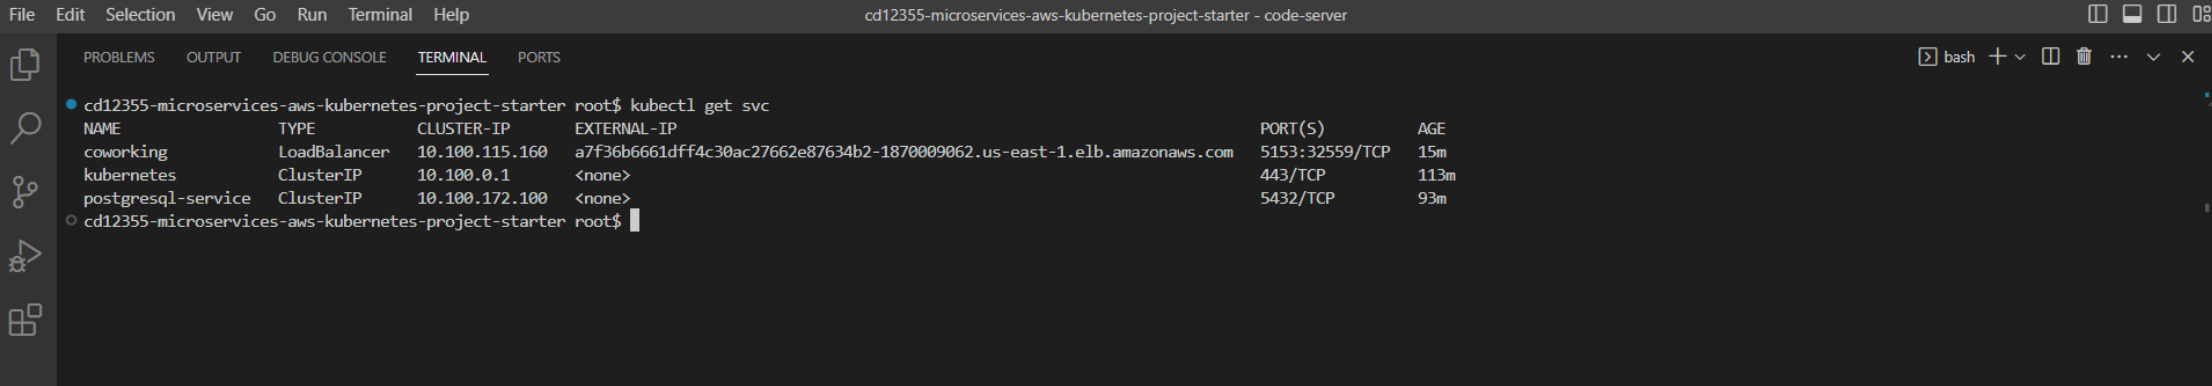 File Edit Selection View Go Run Terminal Help cd12355-microservices-aws-kubernetes-project-starter - code-server
PROBLEMS OUTPUT DEBUG CONSOLE TERMINAL PORTS bash
cd12355-microservices-aws-kubernetes-project-starter root$ kubectl get svc
NAME TYPE CLUSTER-IP EXTERNAL-IP PORT(S) AGE
coworking LoadBalancer 10.100.115.160 a7f36b6661dff4c30ac27662e87634b2-1870009062.us-east-1.elb.amazonaws.com 5153:32559/TCP 15m
kubernetes ClusterIP 10.100.0.1 <none> 443/TCP 113m
postgresql-service ClusterIP 10.100.172.100 <none> 5432/TCP 93m
cd12355-microservices-aws-kubernetes-project-starter root$